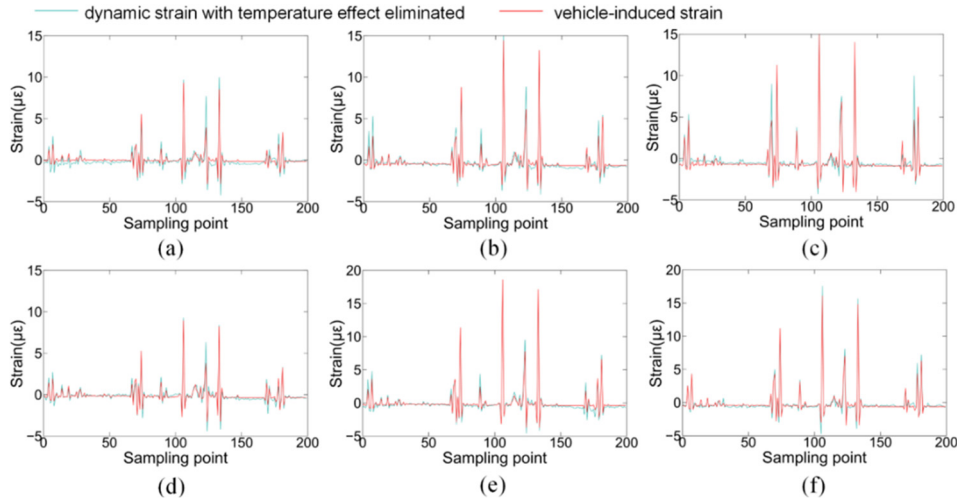 dynamic strain with temperature effect eliminated vehicle-induced strain
15 15 15
10 10 10
5 5 5
0 0 0
−5 −5 −5
Strain(με) Strain(με) Strain(με)
0 50 100 150 200 0 50 100 150 200 0 50 100 150 200
Sampling point Sampling point Sampling point
(a) (b) (c)
15 20 20
10 15 15
5 10 10
0 5 5
−5 0 0
−5 −5
Strain(με) Strain(με) Strain(με)
0 50 100 150 200 0 50 100 150 200 0 50 100 150 200
Sampling point Sampling point Sampling point
(d) (e) (f)